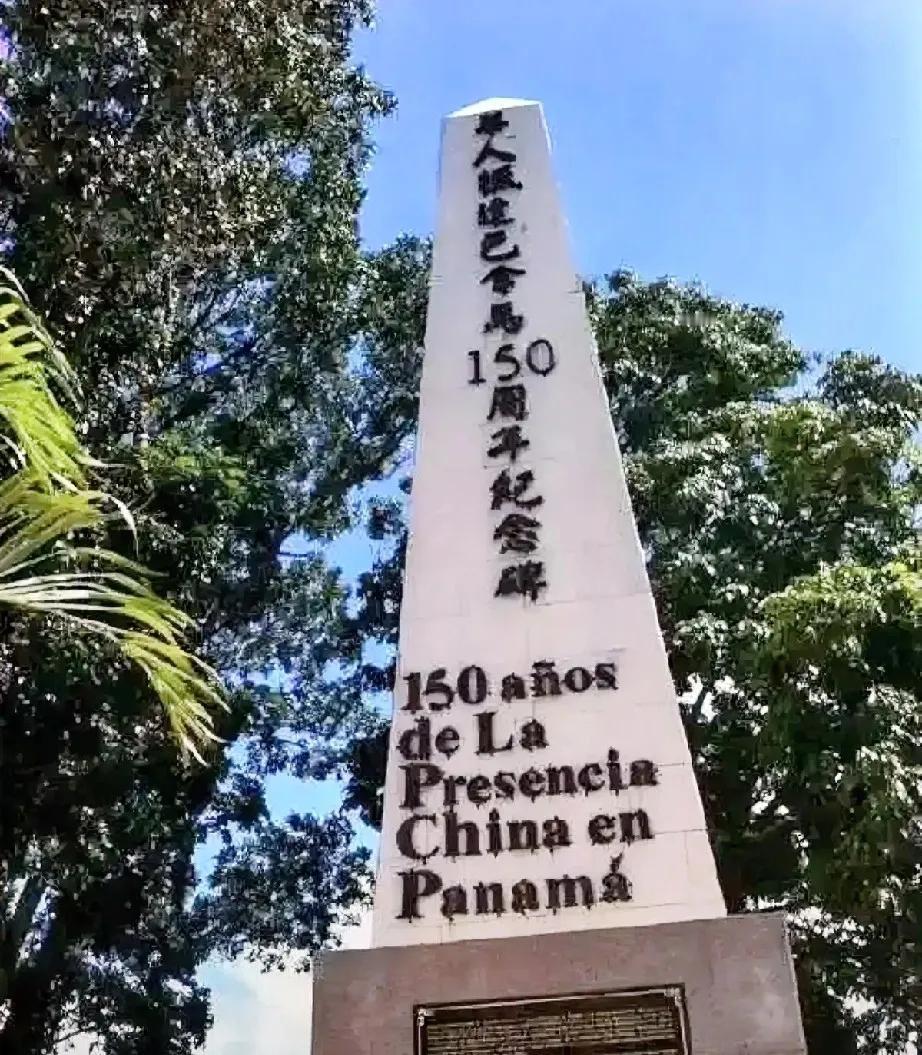 華人抵達巴拿馬150周年紀念碑
150 años
de La
Presencia
China en
Panamá